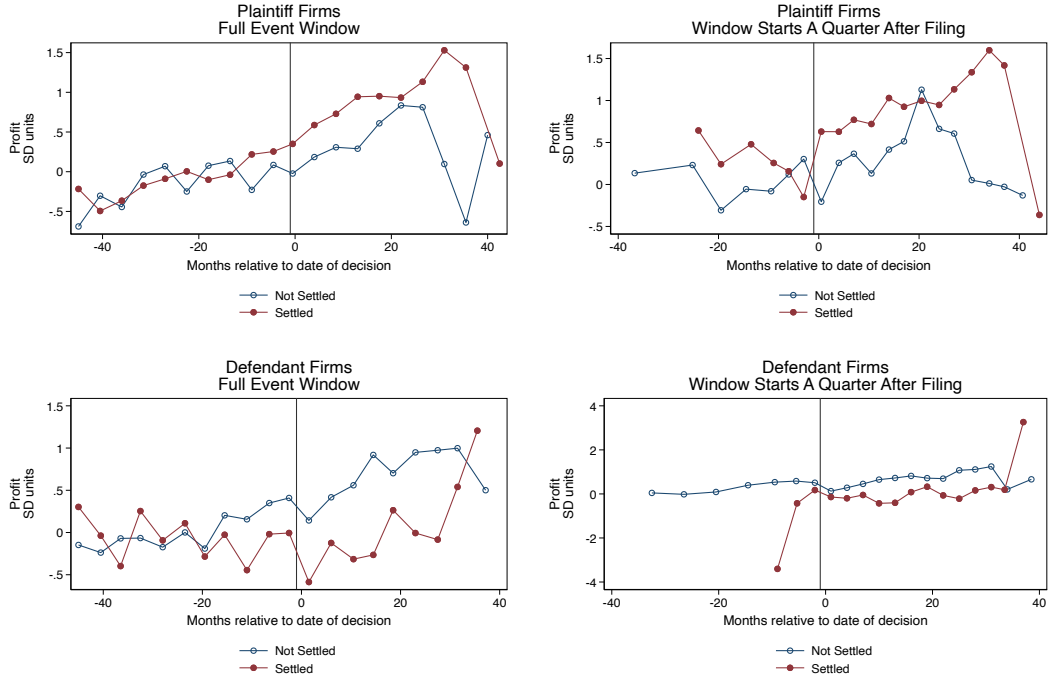 Plaintiff Firms
Full Event Window
1.5
1
.5
0
-.5
Profit
SD units
-40
-20
0
20
40
Months relative to date of decision
Not Settled
Settled
Plaintiff Firms
Window Starts A Quarter After Filing
1.5
1
.5
0
-.5
Profit
SD units
-40
-20
0
20
40
Months relative to date of decision
Not Settled
Settled
Defendant Firms
Full Event Window
1.5
1
.5
0
-.5
Profit
SD units
-40
-20
0
20
40
Months relative to date of decision
Not Settled
Settled
Defendant Firms
Window Starts A Quarter After Filing
4
2
0
-2
-4
Profit
SD units
-40
-20
0
20
40
Months relative to date of decision
Not Settled
Settled